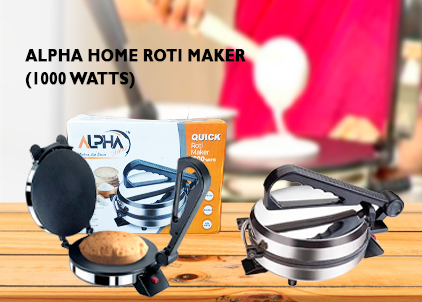 ALPHA HOME ROTI MAKER
(1000 WATTS)
ALPHA
QUICK
Roti
Maker